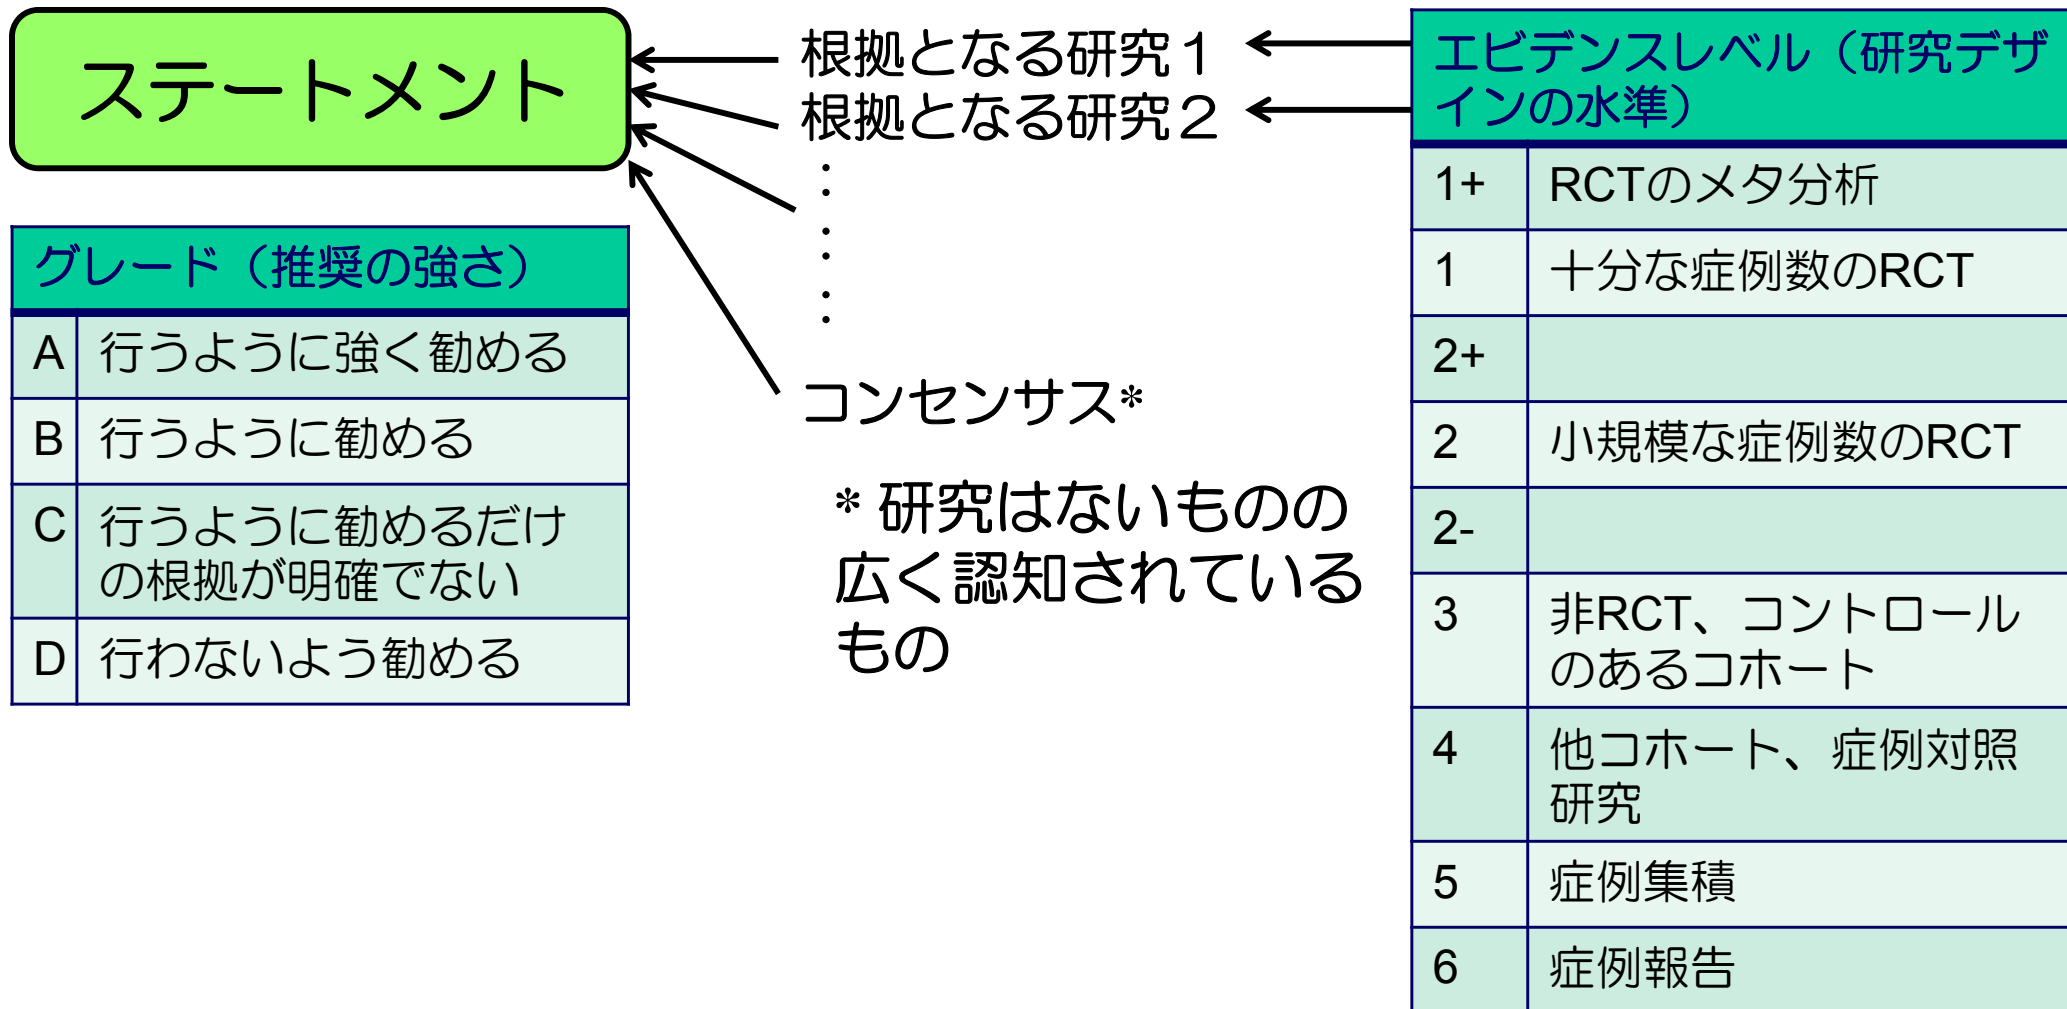 ステートメント
グレード（推奨の強さ）
A 行うように強く勧める
B 行うように勧める
C 行うように勧めるだけ
の根拠が明確でない
D 行わないよう勧める
根拠となる研究１
根拠となる研究２
：
：
：
コンセンサス*
* 研究はないものの
広く認知されている
もの
エビデンスレベル（研究デザ
インの水準）
1+ RCTのメタ分析
1 十分な症例数のRCT
2+
2 小規模な症例数のRCT
2-
3 非RCT、コントロール
のあるコホート
4 他コホート、症例対照
研究
5 症例集積
6 症例報告